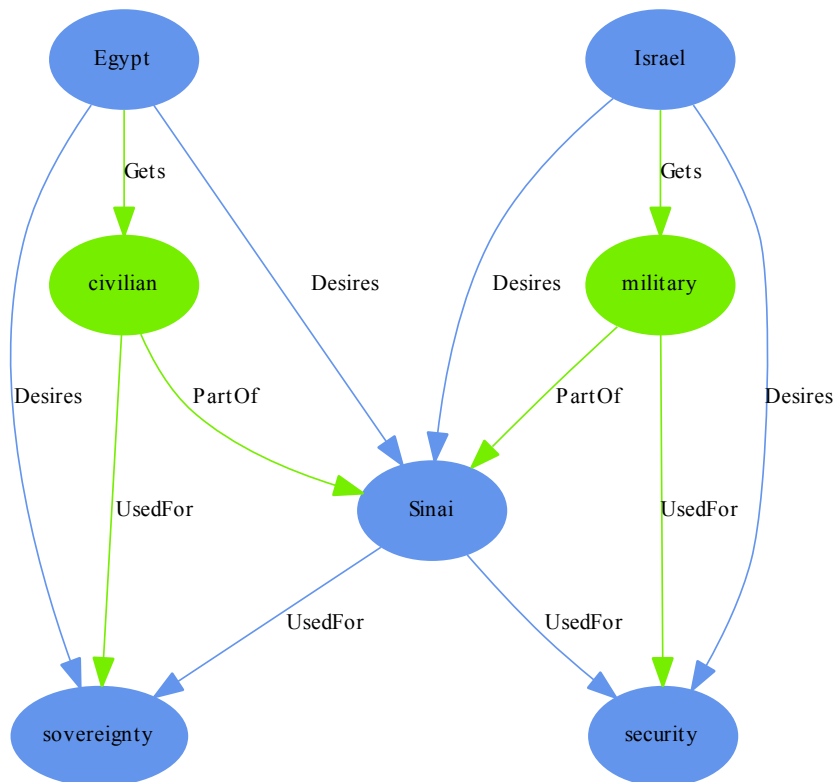 Egypt
Israel
Gets
Gets
civilian
Desires
Desires
military
Desires
PartOf
PartOf
Desires
UsedFor
Sinai
UsedFor
UsedFor
UsedFor
sovereignty
security